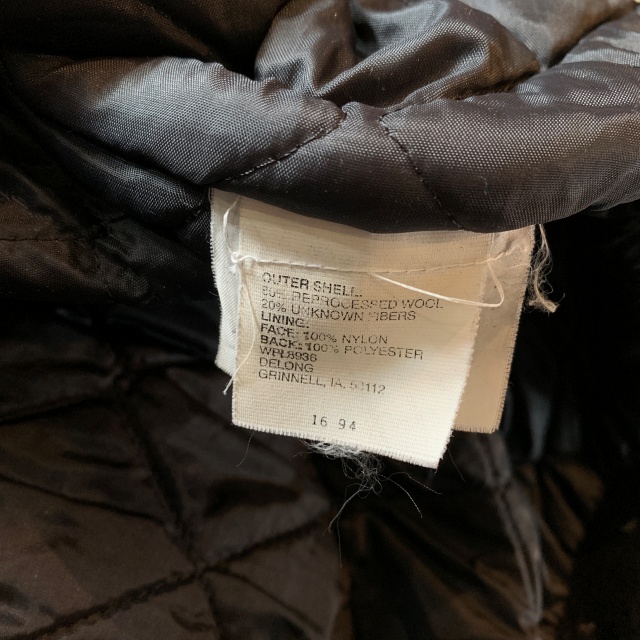 OUTER SHELL:
80% REPROCESSED WOOL
20% UNKNOWN FIBERS
LINING:
FACE: 100% NYLON
BACK: 100% POLYESTER
WPL8936
DELONG
GRINNELL, IA. 50112
16 94